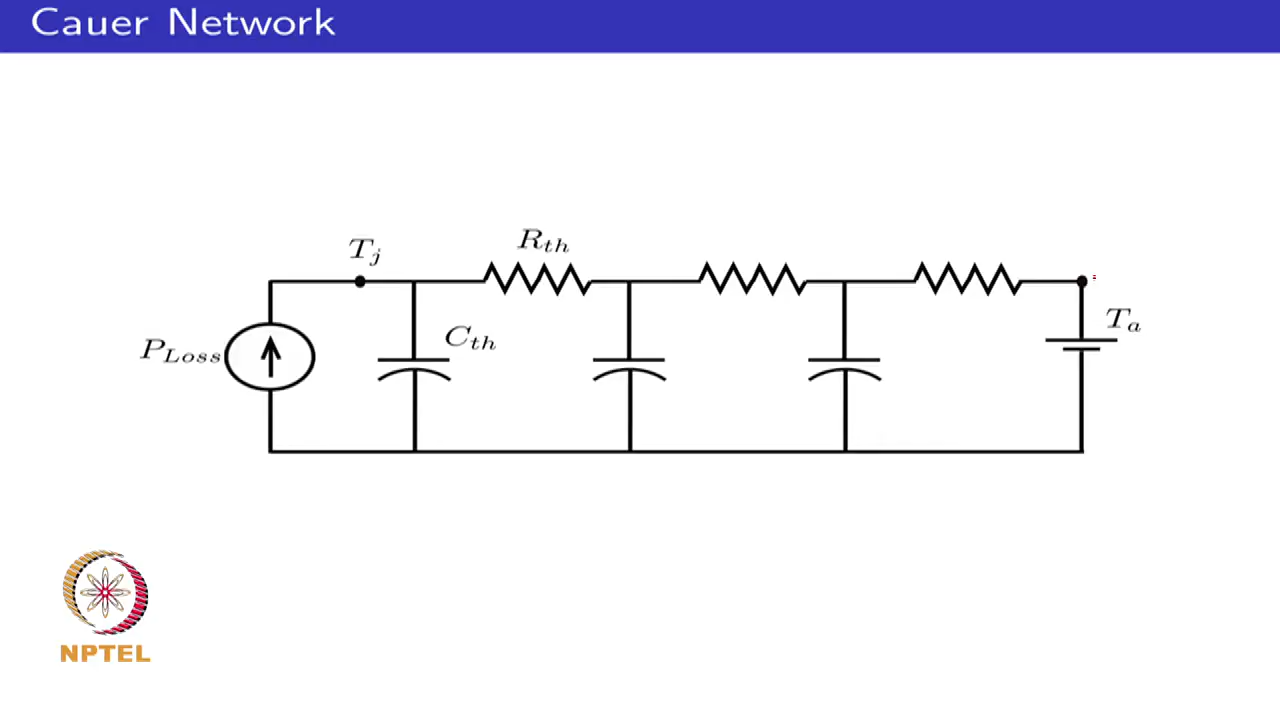 Cauer Network
T_j
R_th
P_Loss
C_th
T_a
NPTEL